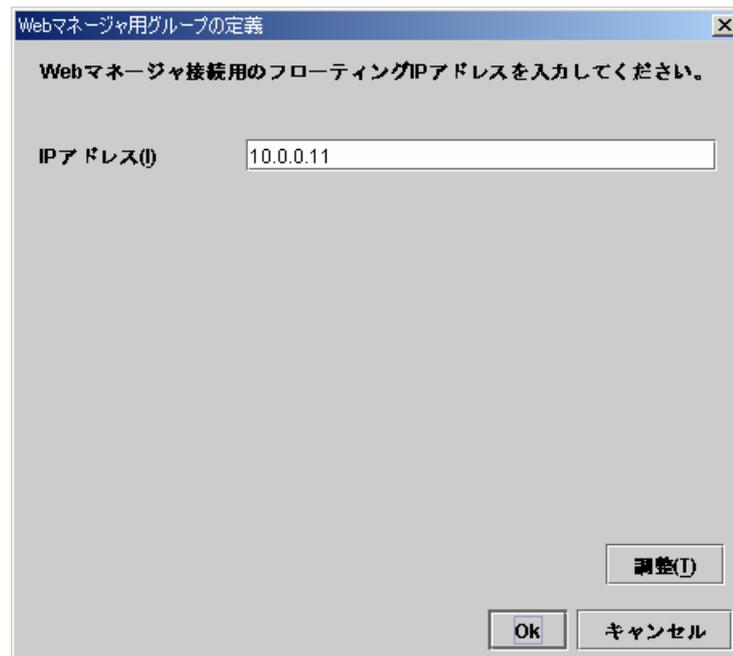 Webマネージャ用グループの定義
Webマネージャ接続用のフローティングIPアドレスを入力してください。
IPアドレス(I) 10.0.0.11
調整(T)
Ok キャンセル